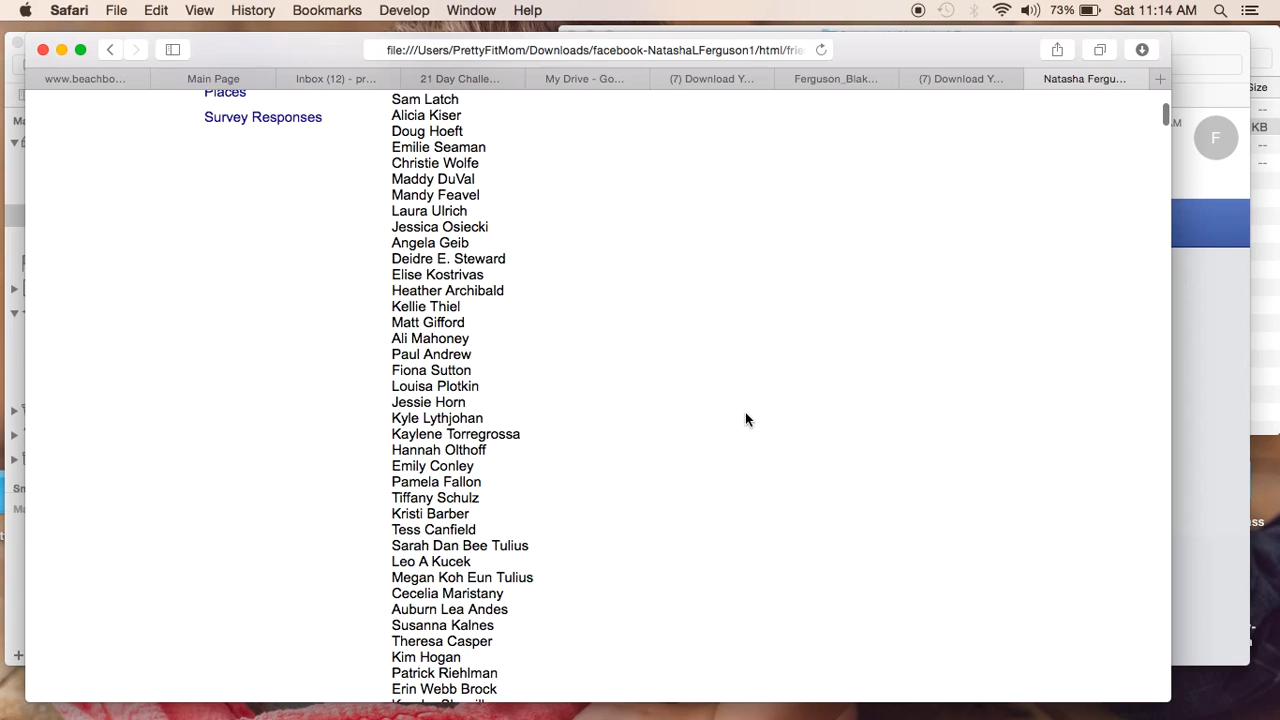 Safari File Edit View History Bookmarks Develop Window Help 73% Sat 11:14 AM
file:///Users/PrettyFitMom/Downloads/facebook-NatashaLFerguson1/html/frie
www.beachbo... Main Page Inbox (12) - pr... 21 Day Challe... My Drive - Go... (7) Download Y... Ferguson_Blak... (7) Download Y... Natasha Fergu...
Size
KB
F
Places
Survey Responses
Sam Latch
Alicia Kiser
Doug Hoeft
Emilie Seaman
Christie Wolfe
Maddy DuVal
Mandy Feavel
Laura Ulrich
Jessica Osiecki
Angela Geib
Deidre E. Steward
Elise Kostrivas
Heather Archibald
Kellie Thiel
Matt Gifford
Ali Mahoney
Paul Andrew
Fiona Sutton
Louisa Plotkin
Jessie Horn
Kyle Lythjohan
Kaylene Torregrossa
Hannah Olthoff
Emily Conley
Pamela Fallon
Tiffany Schulz
Kristi Barber
Tess Canfield
Sarah Dan Bee Tulius
Leo A Kucek
Megan Koh Eun Tulius
Cecelia Maristany
Auburn Lea Andes
Susanna Kalnes
Theresa Casper
Kim Hogan
Patrick Riehlman
Erin Webb Brock